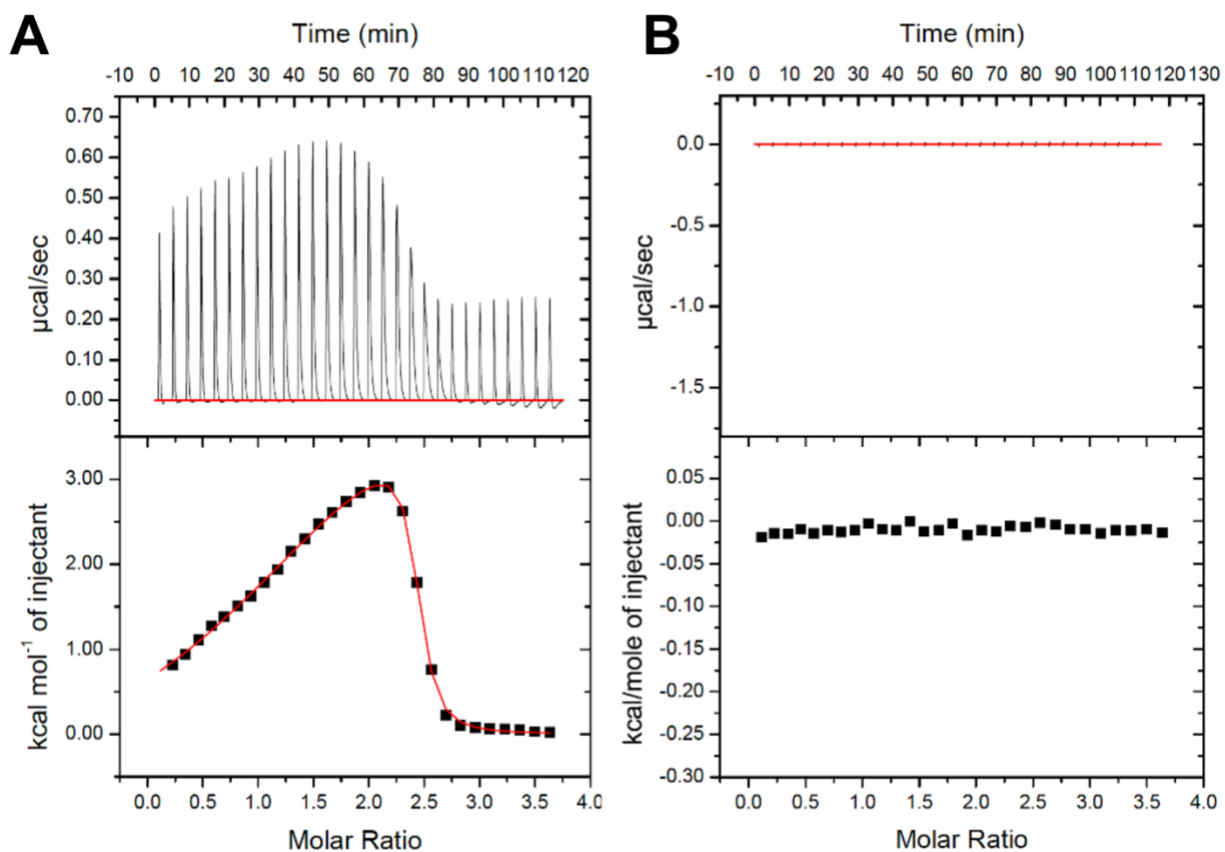 A
Time (min)
-10 0 10 20 30 40 50 60 70 80 90 100 110 120
0.70
0.60
0.50
0.40
0.30
0.20
0.10
0.00
µcal/sec
3.00
2.00
1.00
0.00
kcal mol⁻¹ of injectant
0.0 0.5 1.0 1.5 2.0 2.5 3.0 3.5 4.0
Molar Ratio
B
Time (min)
-10 0 10 20 30 40 50 60 70 80 90 100 110 120 130
0.0
-0.5
-1.0
-1.5
µcal/sec
0.05
0.00
-0.05
-0.10
-0.15
-0.20
-0.25
-0.30
kcal/mole of injectant
0.0 0.5 1.0 1.5 2.0 2.5 3.0 3.5 4.0
Molar Ratio